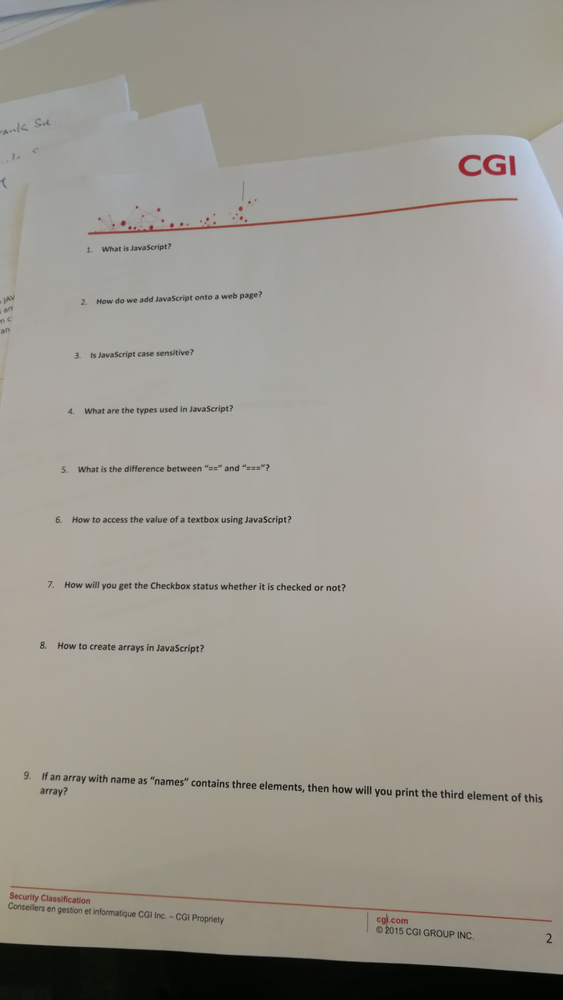 Su
CGI
1. What is JavaScript?
2. How do we add JavaScript onto a web page?
JAV
3. Is JavaScript case sensitive?
an
4. What are the types used in JavaScript?
5. What is the difference between “==” and “===”?
6. How to access the value of a textbox using JavaScript?
7. How will you get the Checkbox status whether it is checked or not?
8. How to create arrays in JavaScript?
9. If an array with name as “names” contains three elements, then how will you print the third element of this
array?
Security Classification
Conseillers en gestion et informatique CGI Inc. – CGI Propriety
cgi.com
© 2015 CGI GROUP INC.
2